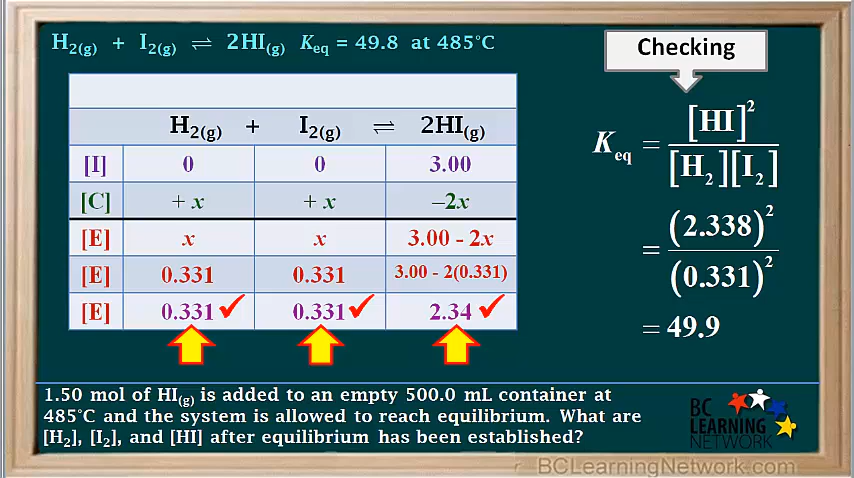 H₂(g) + I₂(g) ⇌ 2HI(g) Keq = 49.8 at 485°C
Checking
H₂(g) + I₂(g) ⇌ 2HI(g)
[I] 0 0 3.00
[C] + x + x –2x
[E] x x 3.00 - 2x
[E] 0.331 0.331 3.00 - 2(0.331)
[E] 0.331 ✓ 0.331 ✓ 2.34 ✓
Keq = [HI]² / [H₂][I₂]
= (2.338)² / (0.331)²
= 49.9
1.50 mol of HI(g) is added to an empty 500.0 mL container at
485°C and the system is allowed to reach equilibrium. What are
[H₂], [I₂], and [HI] after equilibrium has been established?
BC
LEARNING
NETWORK
BCLearningNetwork.com